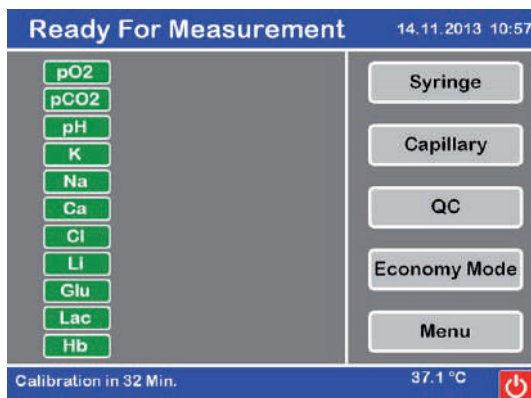 Ready For Measurement
14.11.2013 10:57
pO2
pCO2
pH
K
Na
Ca
Cl
Li
Glu
Lac
Hb
Syringe
Capillary
QC
Economy Mode
Menu
Calibration in 32 Min.
37.1 °C